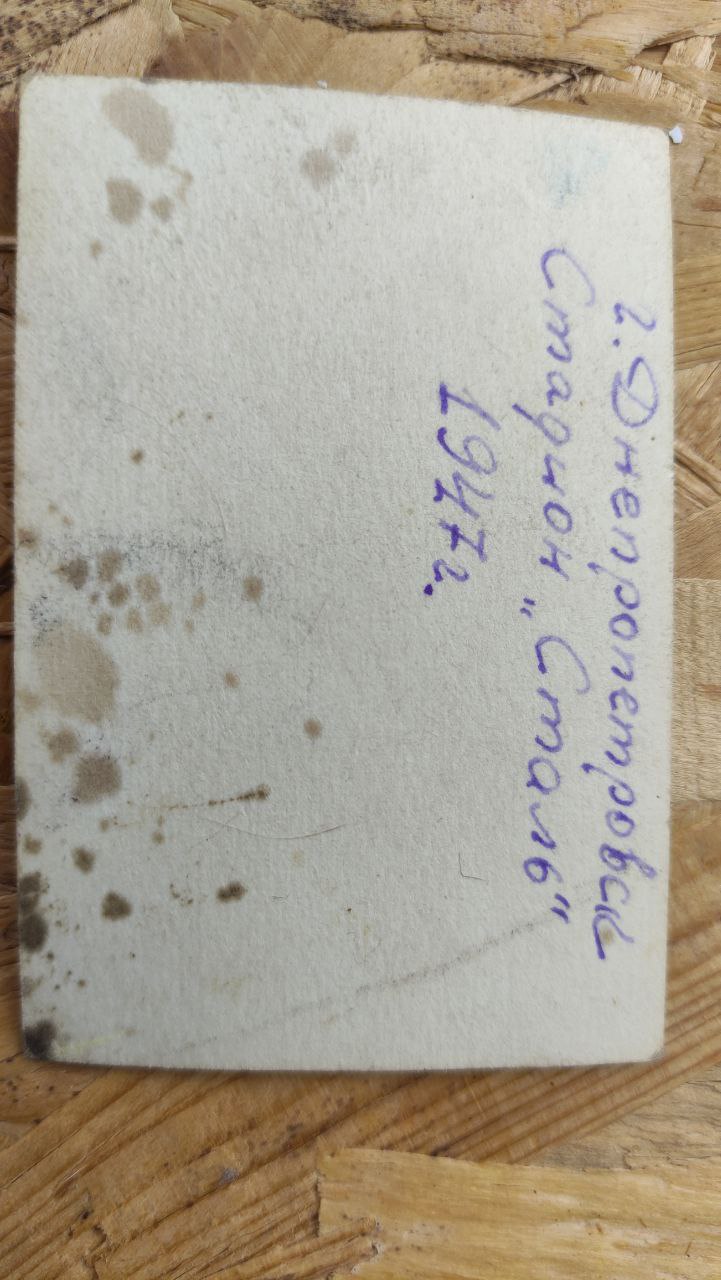 г. Днепропетровск
Стадион „Сталь"
1947г.